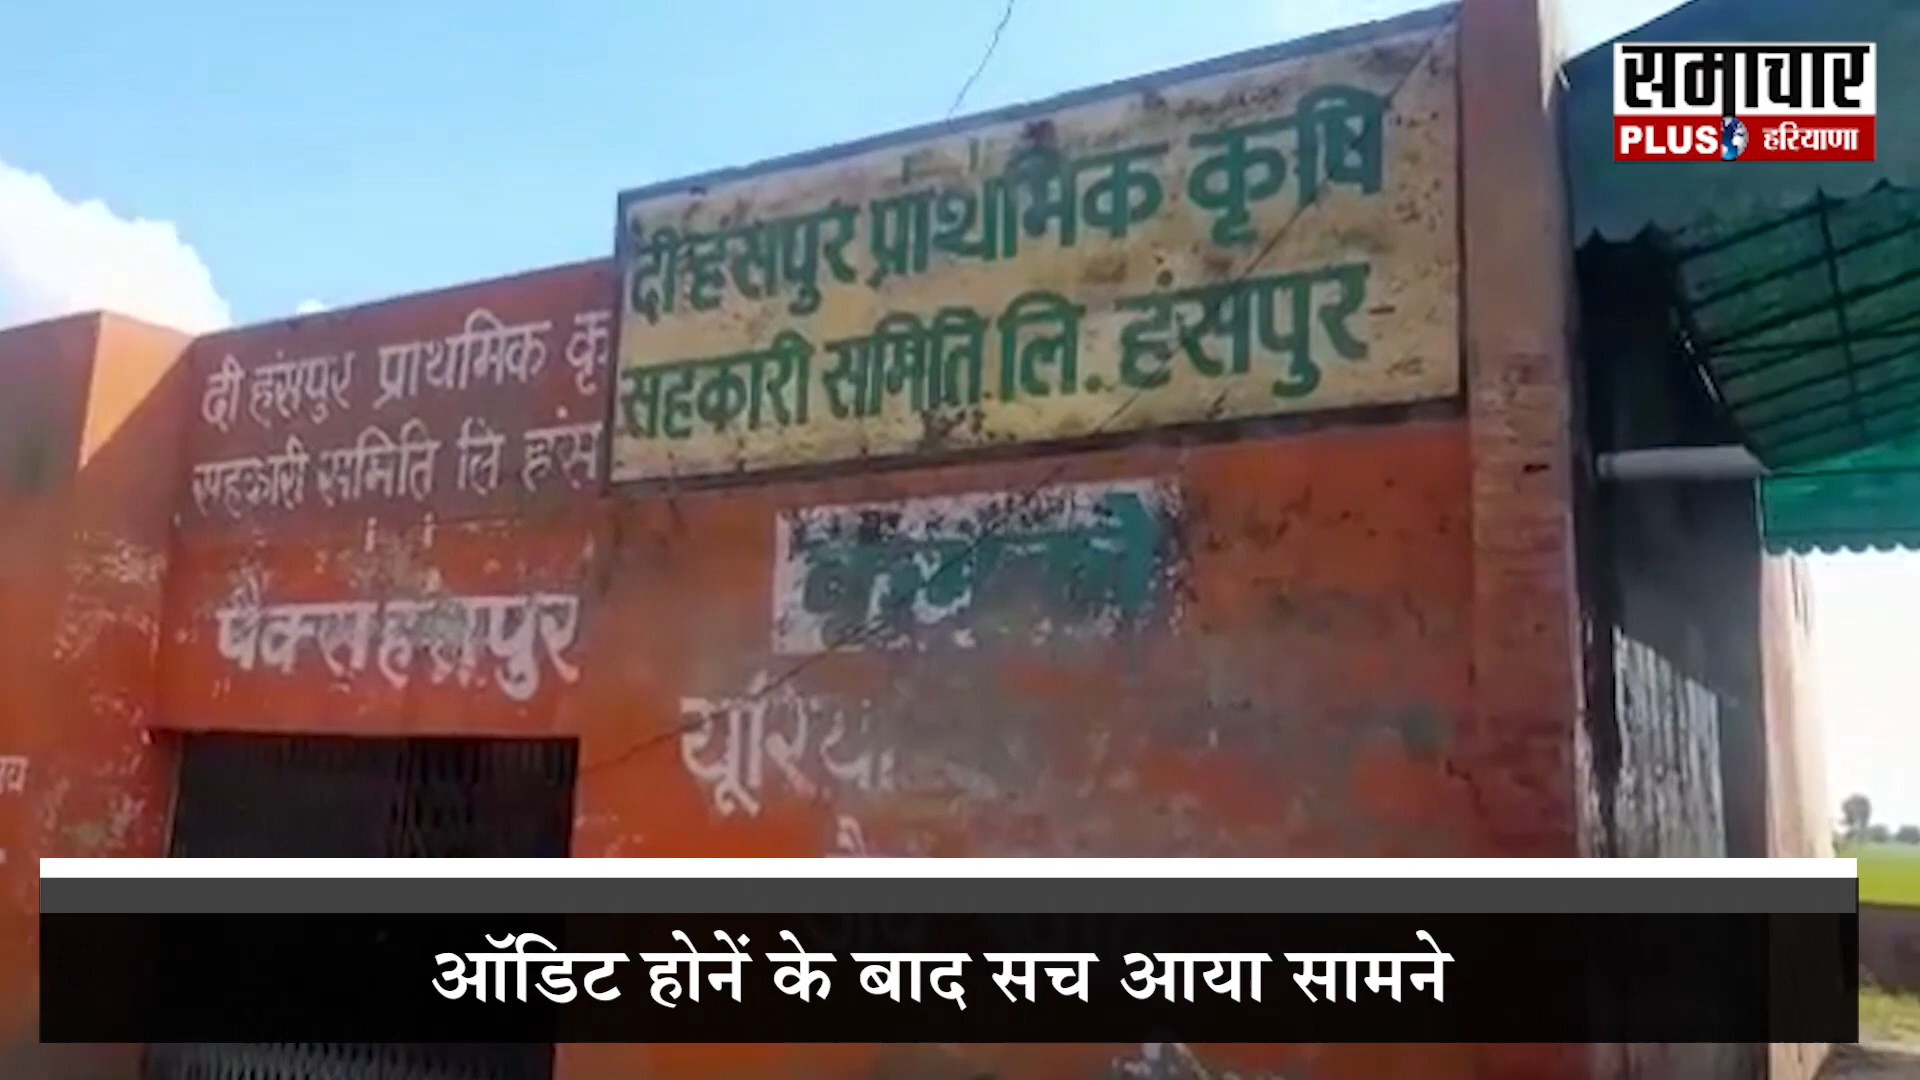 समाचार
PLUS हरियाणा
दी हंसपुर प्राथमिक कृषि
सहकारी समिति लि. हंसपुर
दी हंसपुर प्राथमिक कृ
सहकारी समिति लि हंस
पैक्स हंसपुर
यूरिया
ऑडिट होनें के बाद सच आया सामने